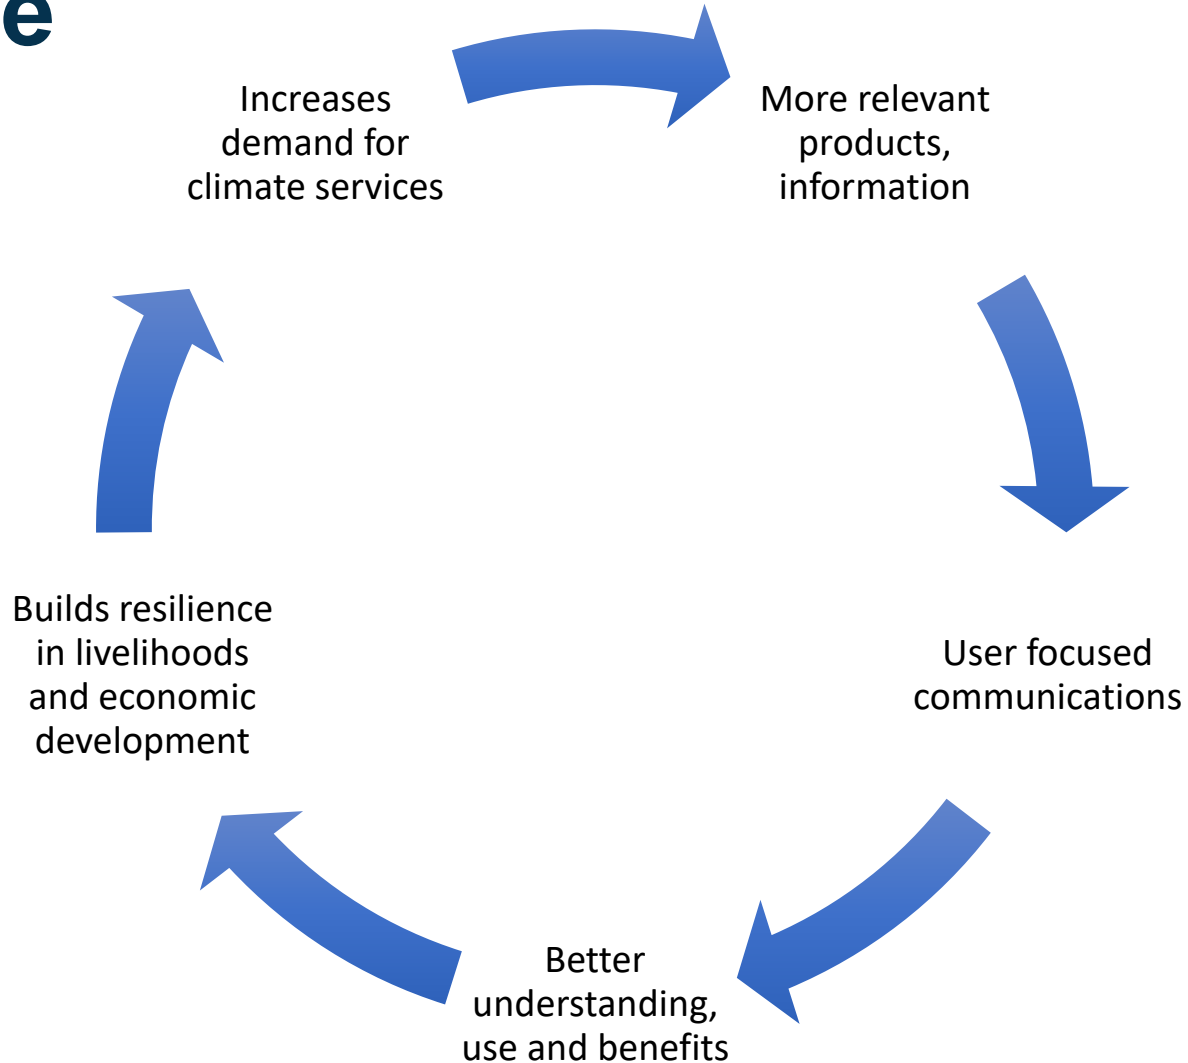 e
Increases
demand for
climate services
More relevant
products,
information
User focused
communications
Better
understanding,
use and benefits
Builds resilience
in livelihoods
and economic
development